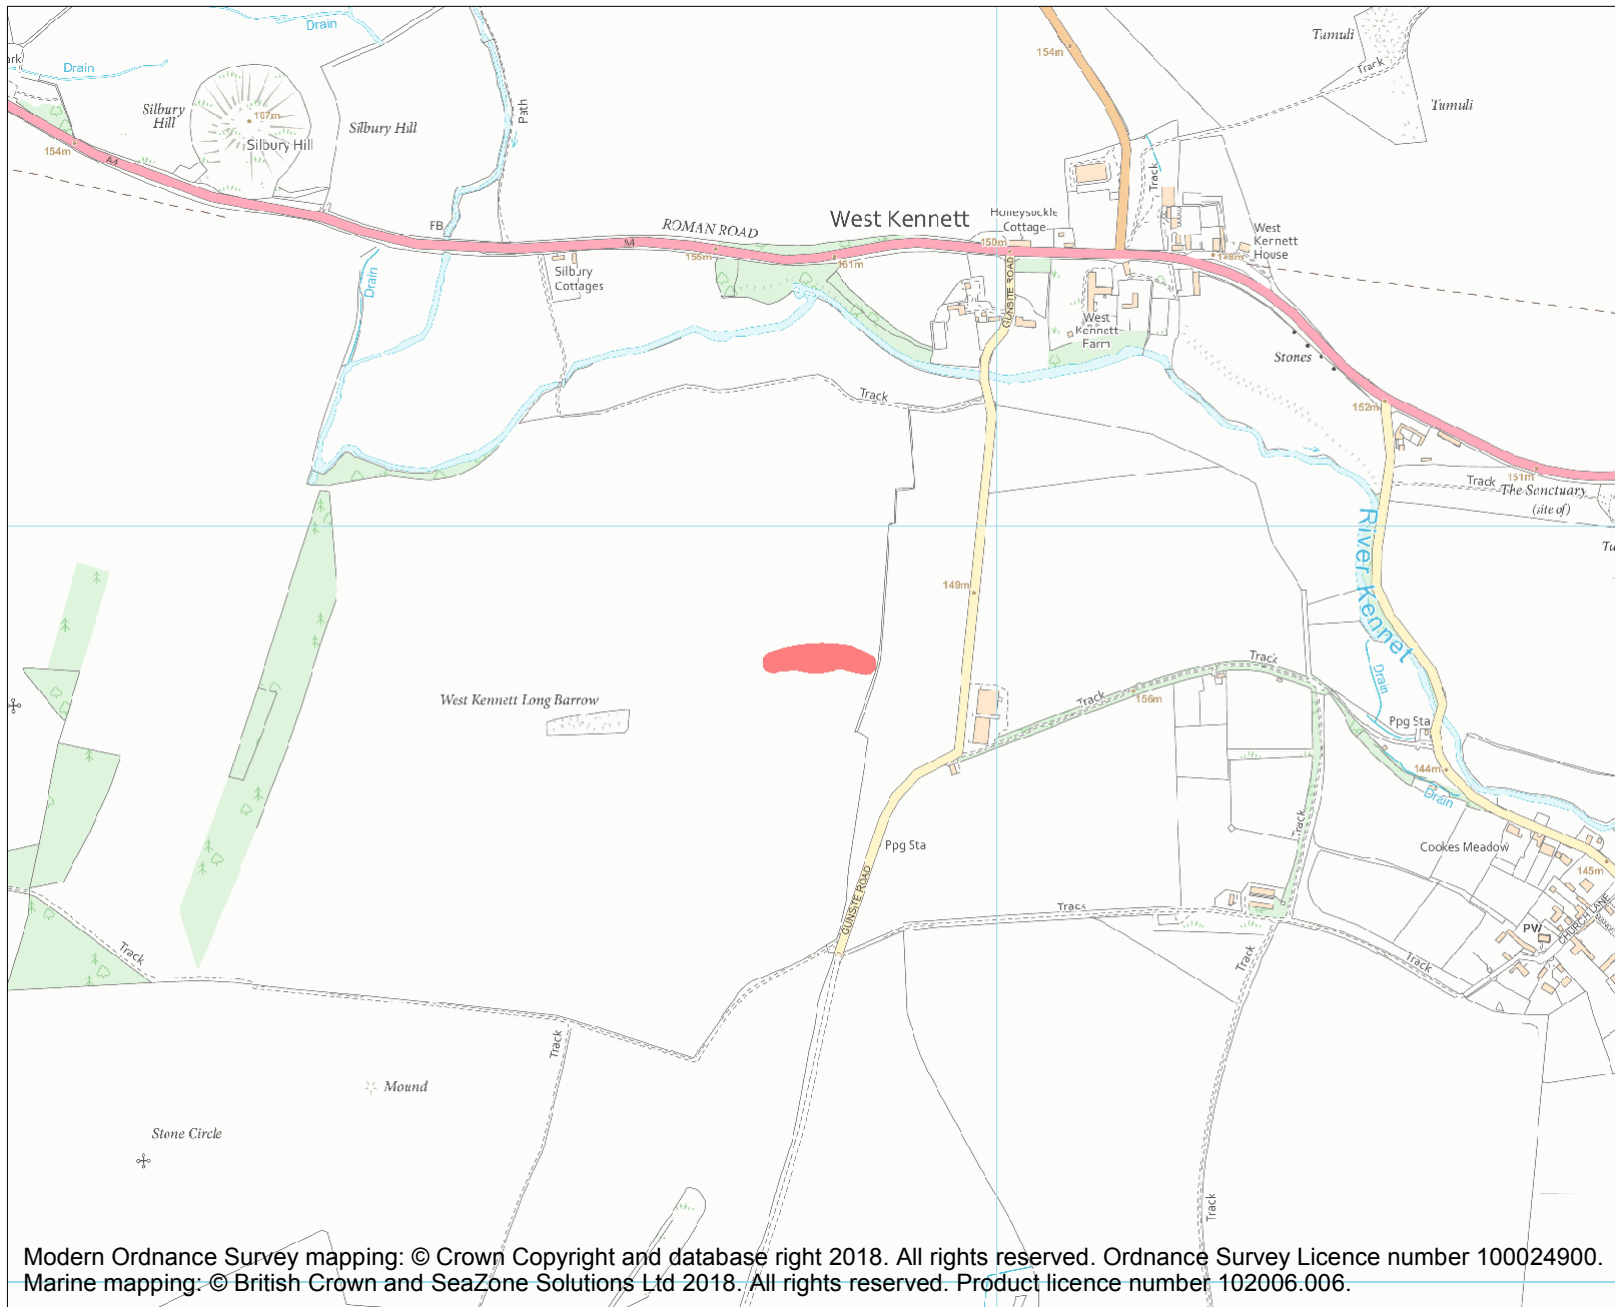 Drain
ark
Drain
Silbury
Hill
107m
Silbury Hill
Silbury Hill
154m
A4
Path
FB
Drain
A4
ROMAN ROAD
155m
161m
Silbury
Cottages
West Kennett
Honeysuckle
Cottage
150m
GUNSITE ROAD
154m
Tumuli
Track
Tumuli
Track
West
Kennett
House
148m
West
Kennett
Farm
Stones
152m
Track
151m
The Sanctuary
(site of)
Tu
Track
River Kennet
149m
West Kennett Long Barrow
Track
Track
156m
Drain
Ppg Sta
144m
Drain
Track
Ppg Sta
Cookes Meadow
145m
GUNSITE ROAD
Track
CHURCH LANE
PW
Track
Track
Track
Track
Mound
Stone Circle
Track
Modern Ordnance Survey mapping: © Crown Copyright and database right 2018. All rights reserved. Ordnance Survey Licence number 100024900.
Marine mapping: © British Crown and SeaZone Solutions Ltd 2018. All rights reserved. Product licence number 102006.006.